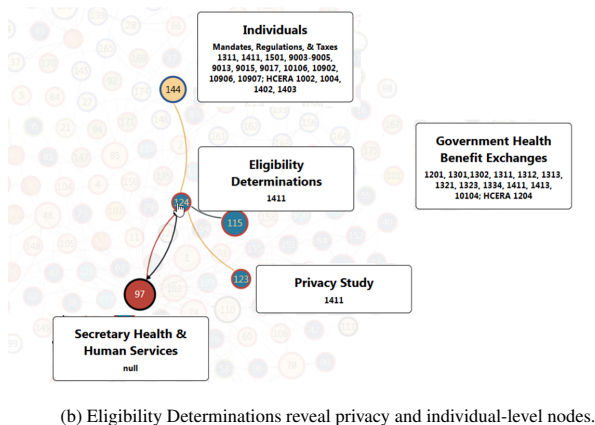 Individuals
Mandates, Regulations, & Taxes
1311, 1411, 1501, 9003-9005,
9013, 9015, 9017, 10106, 10902,
10906, 10907; HCERA 1002, 1004,
1402, 1403
144
Government Health
Benefit Exchanges
1201, 1301,1302, 1311, 1312, 1313,
1321, 1323, 1334, 1411, 1413,
10104; HCERA 1204
Eligibility
Determinations
1411
124
115
Privacy Study
1411
123
97
Secretary Health &
Human Services
null
(b) Eligibility Determinations reveal privacy and individual-level nodes.